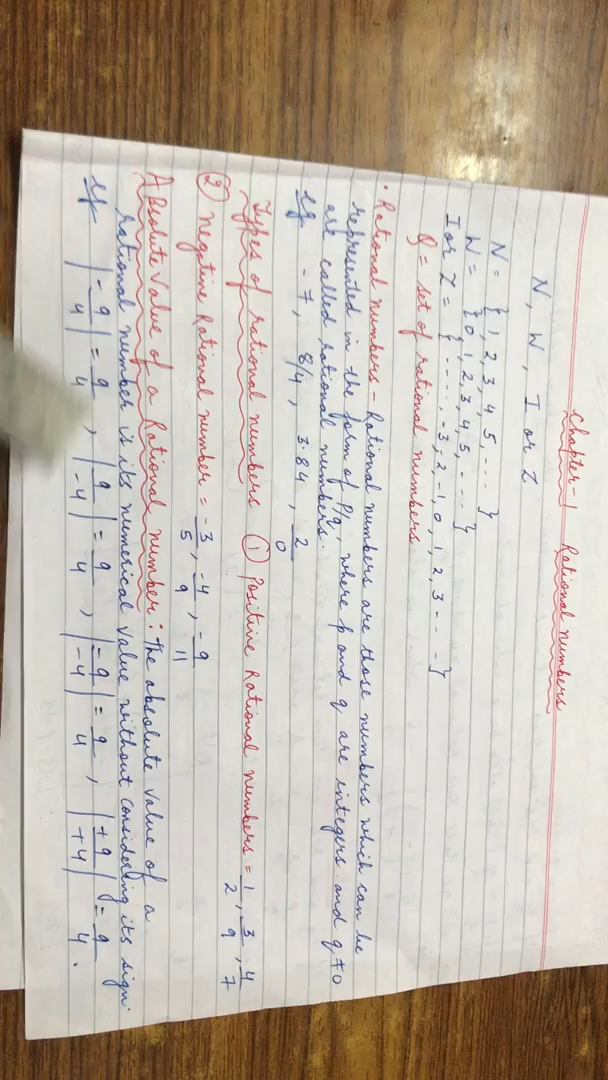 Chapter-1 Rational Numbers
N, W, I or Z
N = { 1, 2, 3, 4, 5, ... }
W = { 0, 1, 2, 3, 4, 5, ... }
I or Z = { ....., -3, 2, -1, 0, 1, 2, 3 - - - }
Q = set of rational numbers
• Rational numbers - Rational numbers are those numbers which can be
represented in the form of P/q, where p and q are integers and q ≠ 0
are called rational numbers.
eg -7, 8/4, 3.84, 2/0
Types of rational numbers ① Positive Rational numbers = 1/2, 3/9, 4/7
② Negative Rational number = -3/5, -4/9, -9/11
Absolute Value of a Rational number: The absolute value of a
rational number is its numerical value without considering its sign.
eg |-9/4| = 9/4, |9/-4| = 9/4, |-9/-4| = 9/4, |+9/+4| = 9/4.